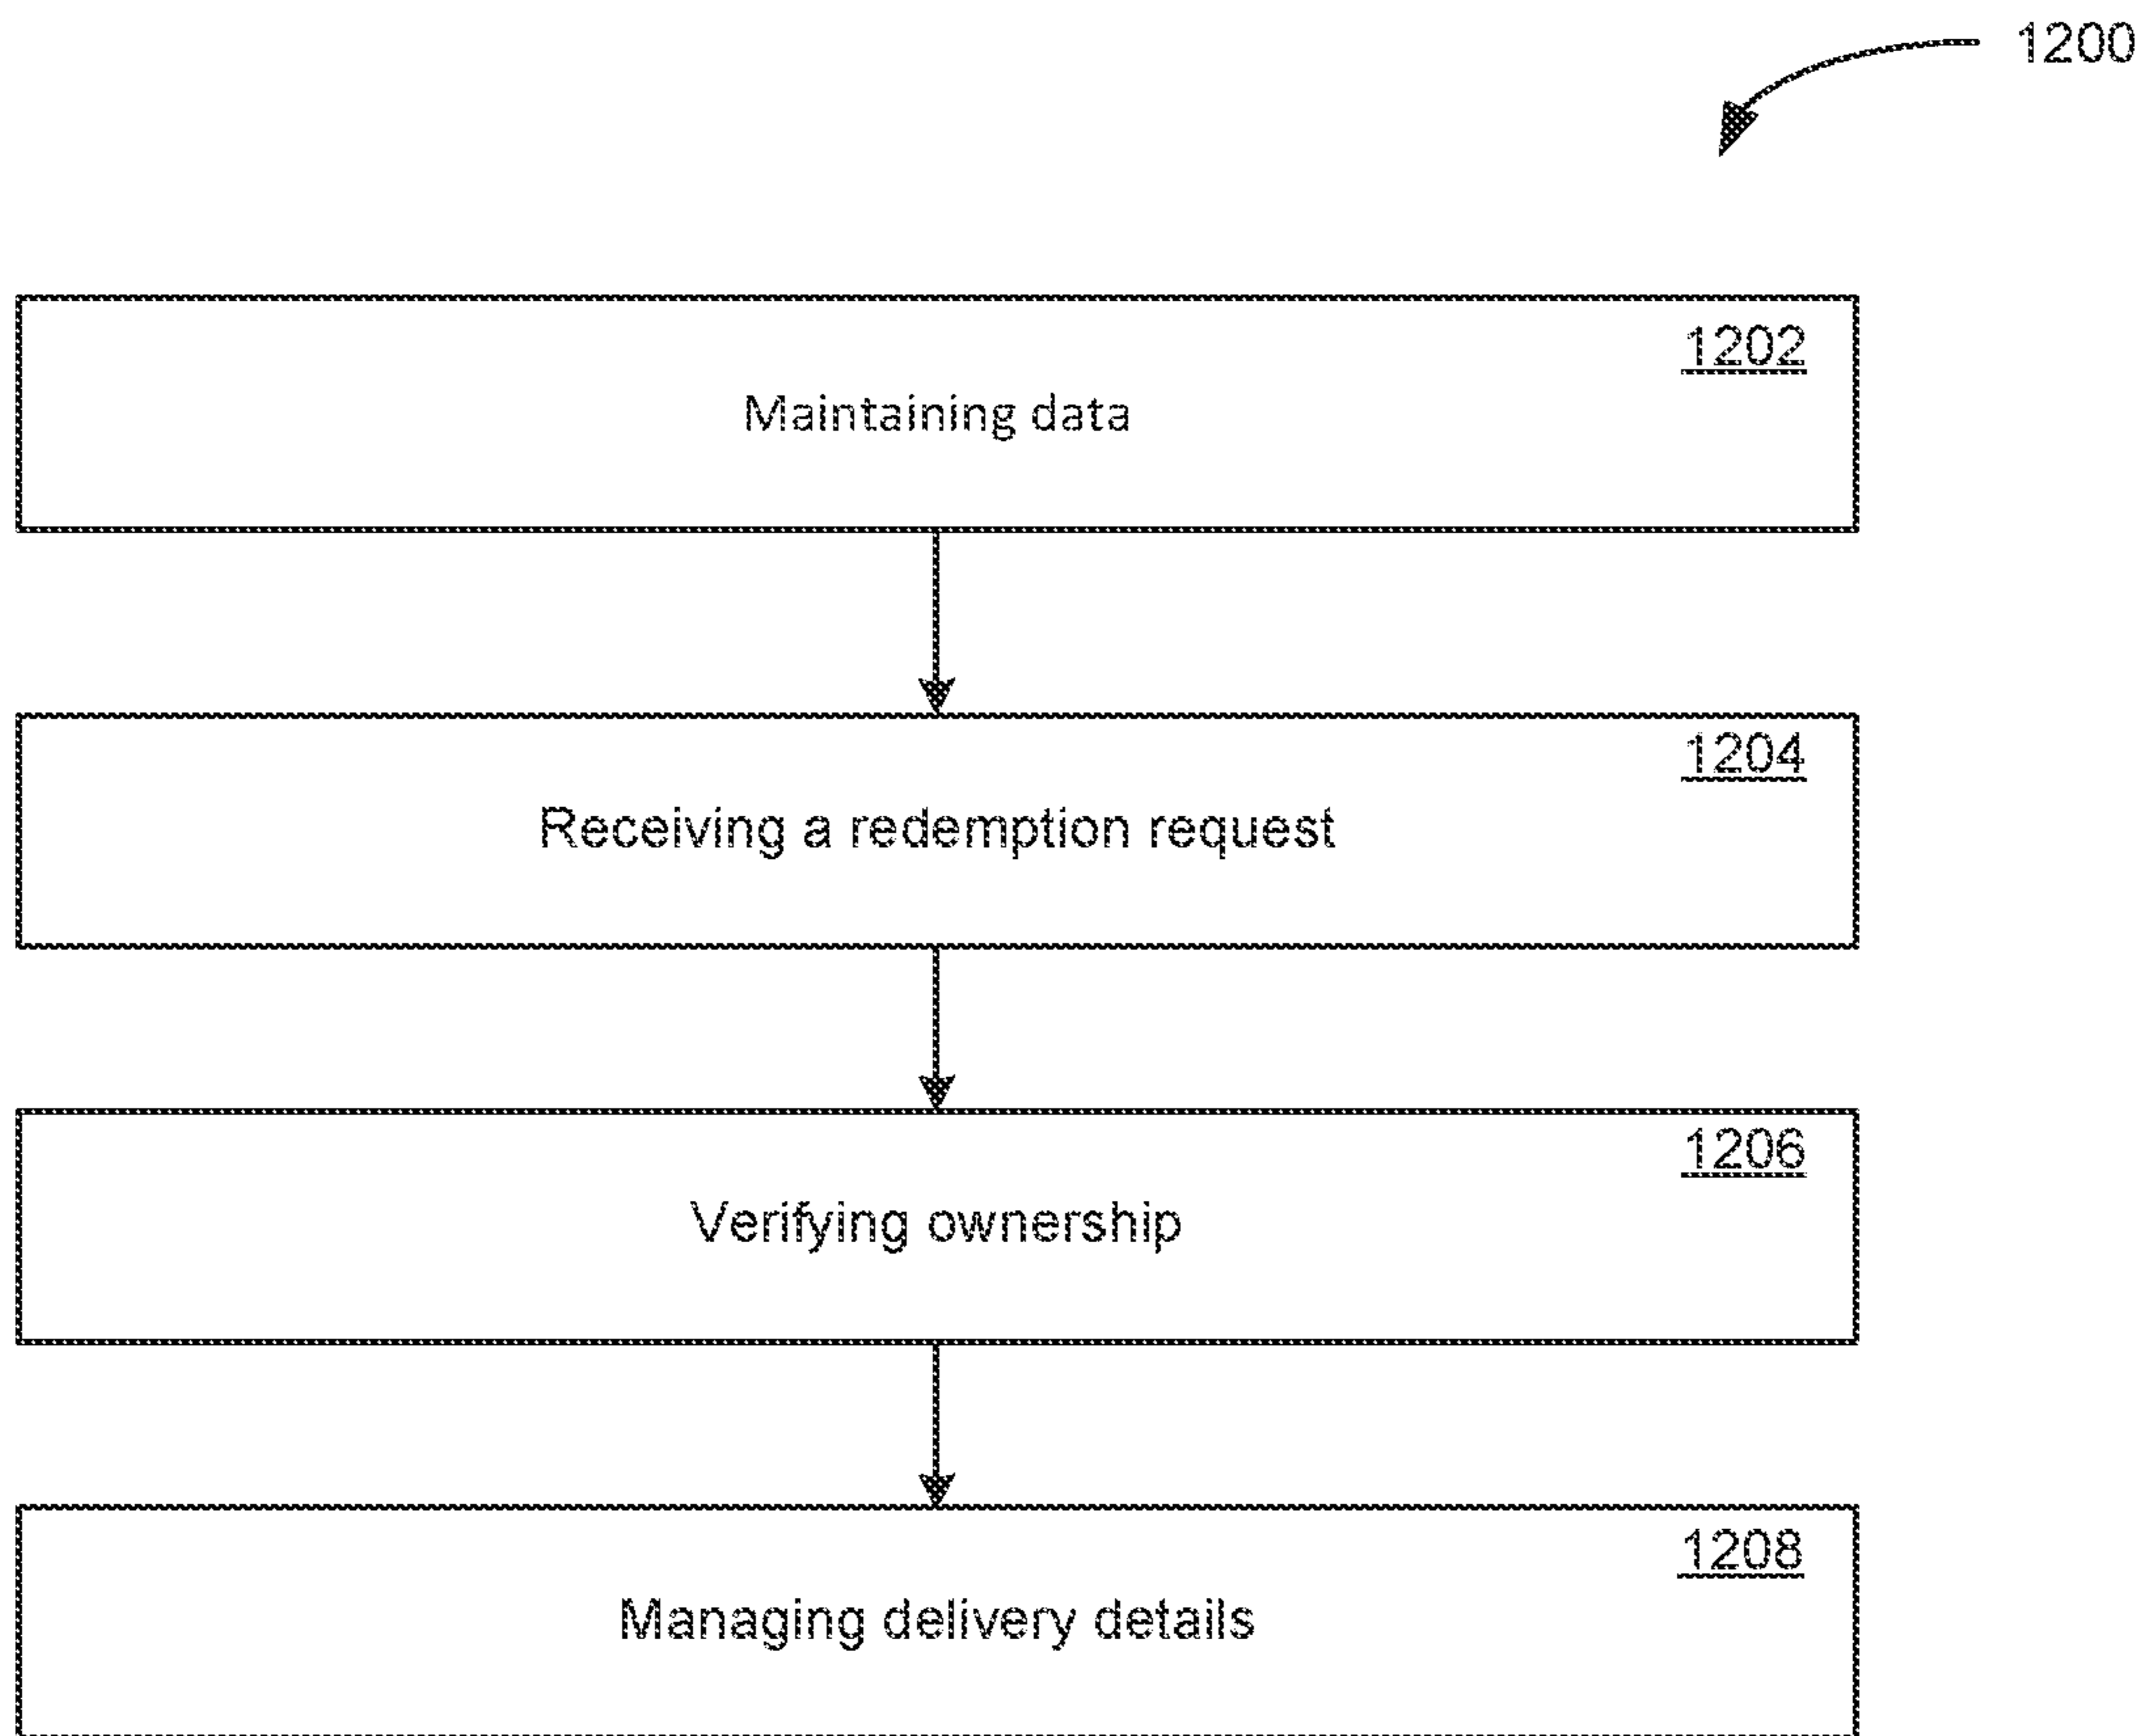 1200
1202
Maintaining data
1204
Receiving a redemption request
1206
Verifying ownership
1208
Managing delivery details